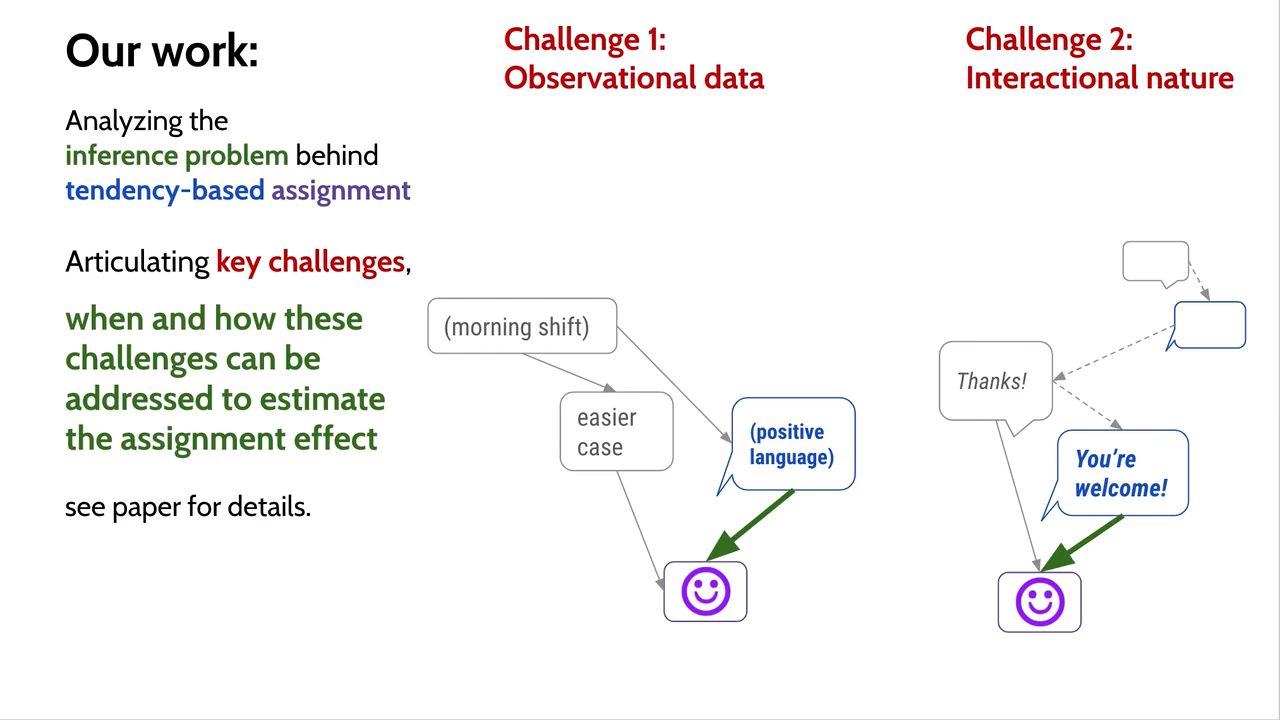 Our work:
Analyzing the
inference problem behind
tendency-based assignment
Articulating key challenges,
when and how these
challenges can be
addressed to estimate
the assignment effect
see paper for details.
Challenge 1:
Observational data
(morning shift)
easier
case
(positive
language)
Challenge 2:
Interactional nature
Thanks!
You're
welcome!